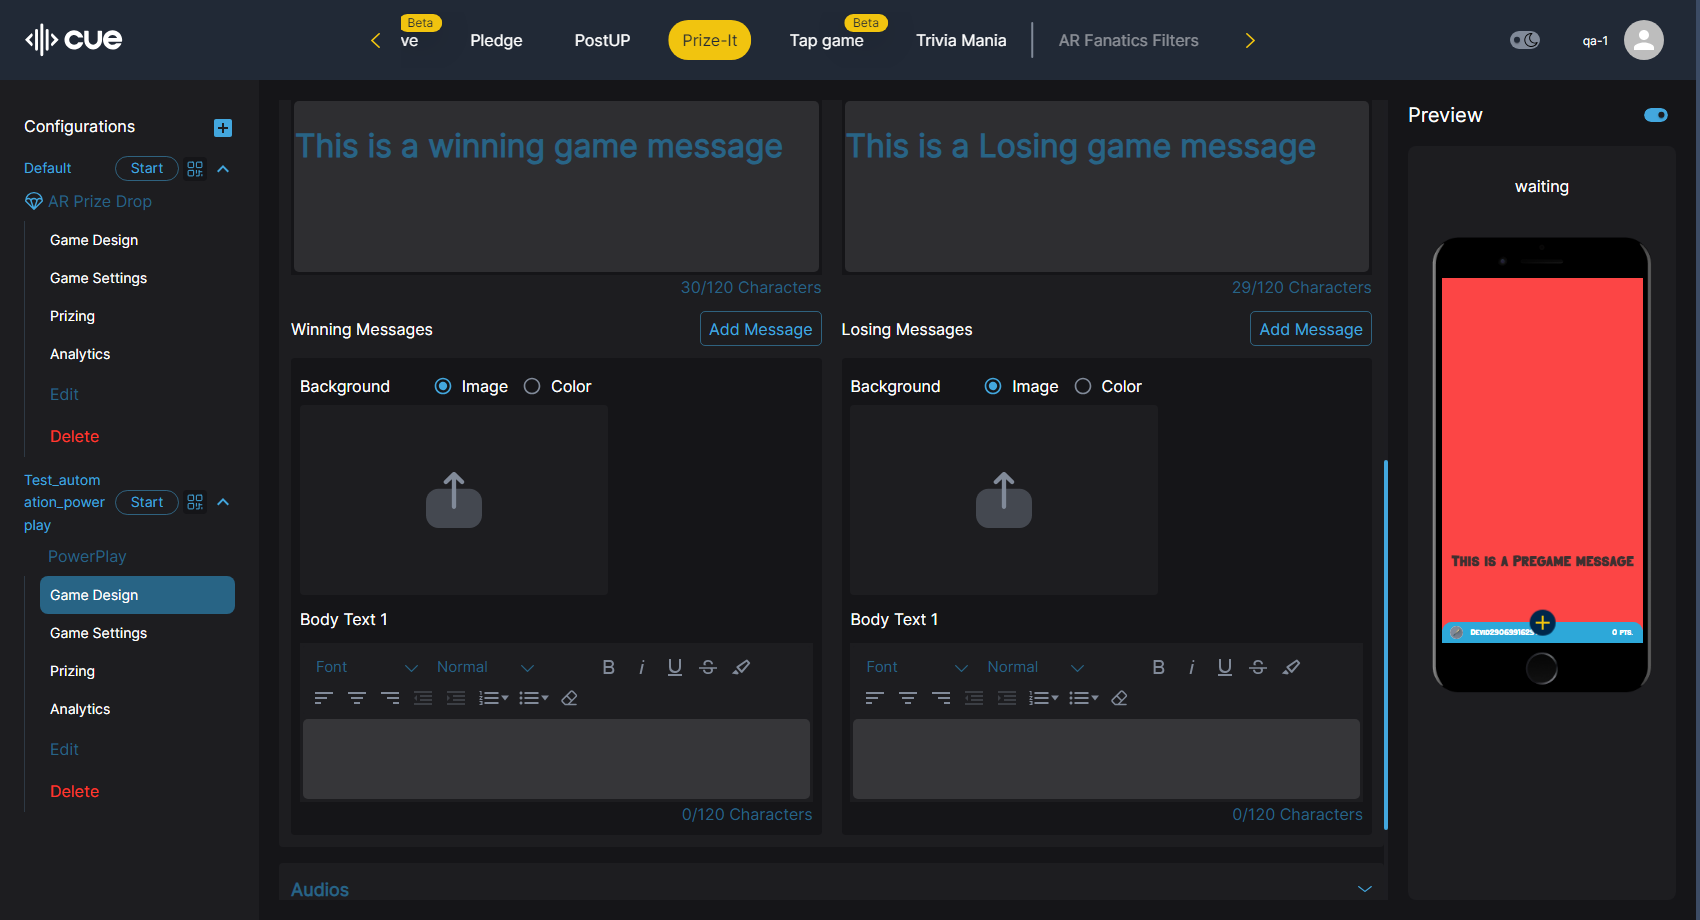 cue
Beta
ve
Pledge
PostUP
Prize-It
Beta
Tap game
Trivia Mania
AR Fanatics Filters
qa-1
Configurations
Default
Start
AR Prize Drop
Game Design
Game Settings
Prizing
Analytics
Edit
Delete
Test_autom
ation_power
play
Start
PowerPlay
Game Design
Game Settings
Prizing
Analytics
Edit
Delete
This is a winning game message
30/120 Characters
This is a Losing game message
29/120 Characters
Winning Messages
Add Message
Background
Image
Color
Body Text 1
Font
Normal
0/120 Characters
Losing Messages
Add Message
Background
Image
Color
Body Text 1
Font
Normal
0/120 Characters
Audios
Preview
waiting
This is a Pregame message
0 pts.